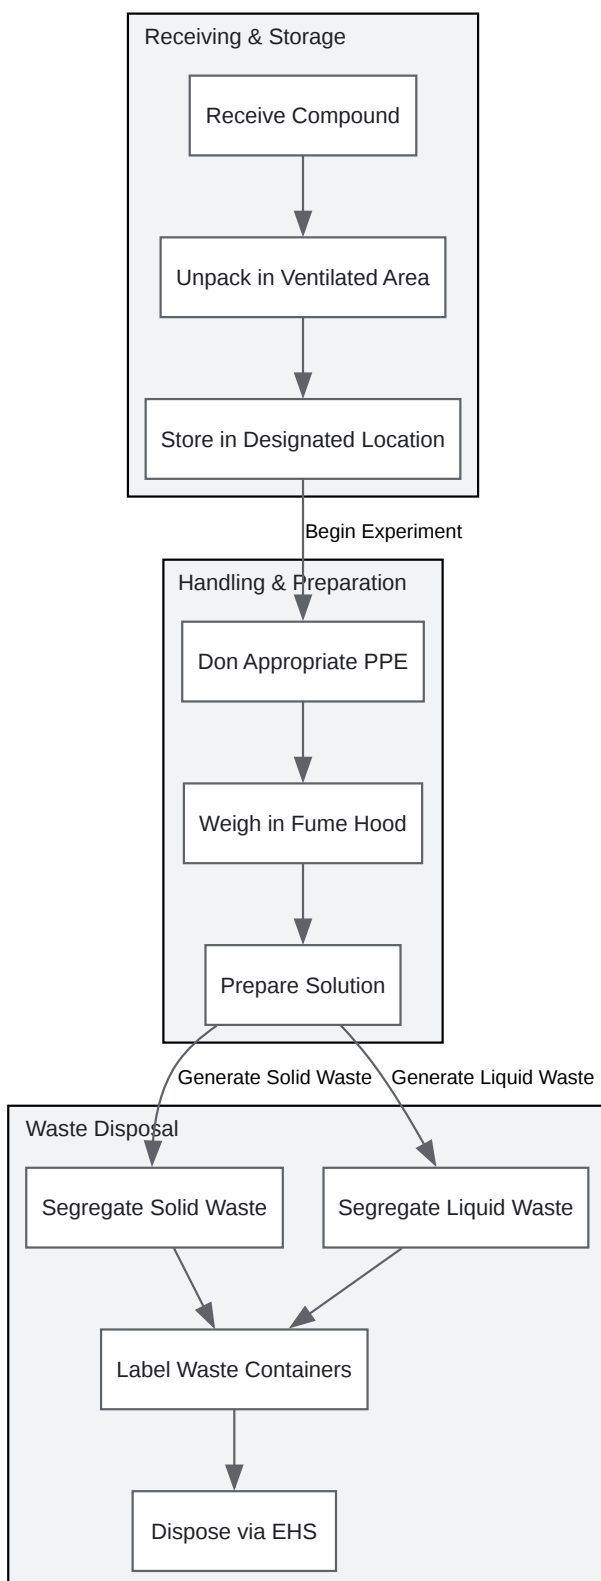 Receiving & Storage
Receive Compound
Unpack in Ventilated Area
Store in Designated Location
Begin Experiment
Handling & Preparation
Don Appropriate PPE
Weigh in Fume Hood
Prepare Solution
Generate Solid Waste
Generate Liquid Waste
Waste Disposal
Segregate Solid Waste
Segregate Liquid Waste
Label Waste Containers
Dispose via EHS